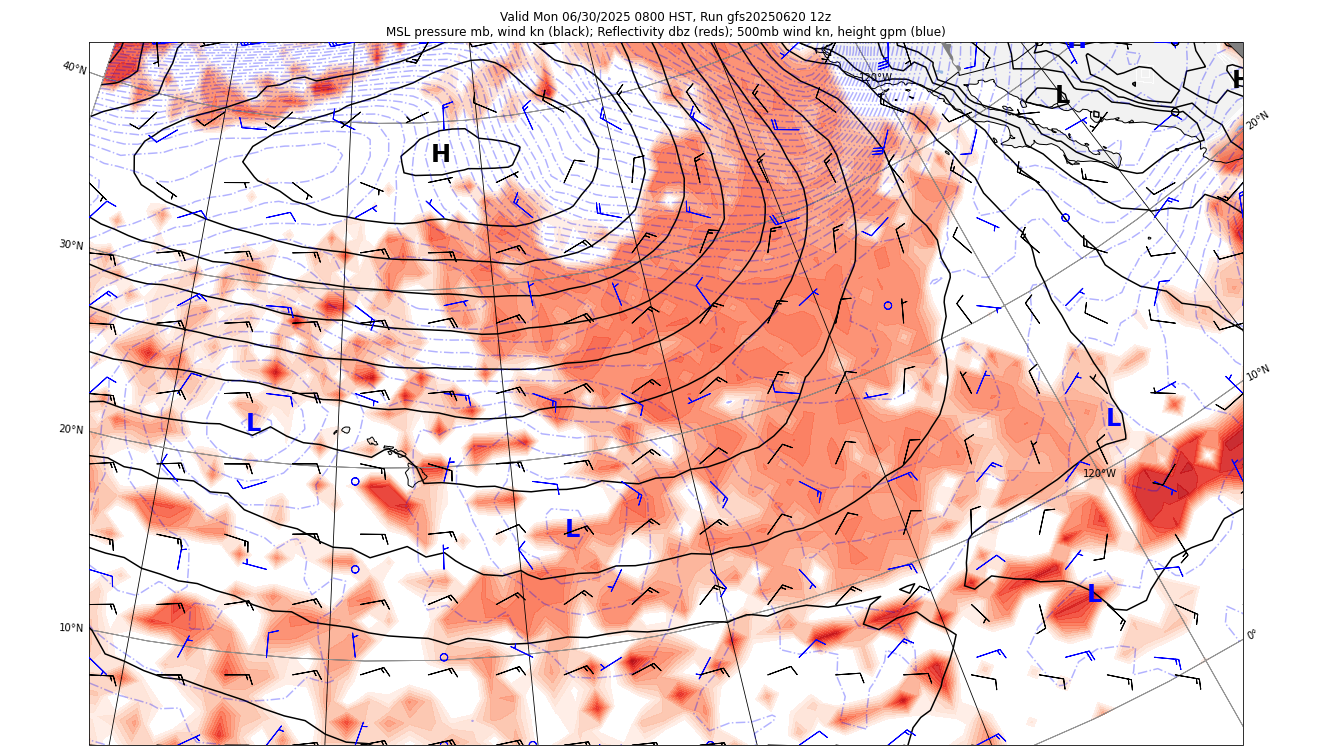 Valid Mon 06/30/2025 0800 HST, Run gfs20250620 12z
MSL pressure mb, wind kn (black); Reflectivity dbz (reds); 500mb wind kn, height gpm (blue)
40°N
120°W
H
L
20°N
H
30°N
10°N
L
L
20°N
120°W
L
L
10°N
0°